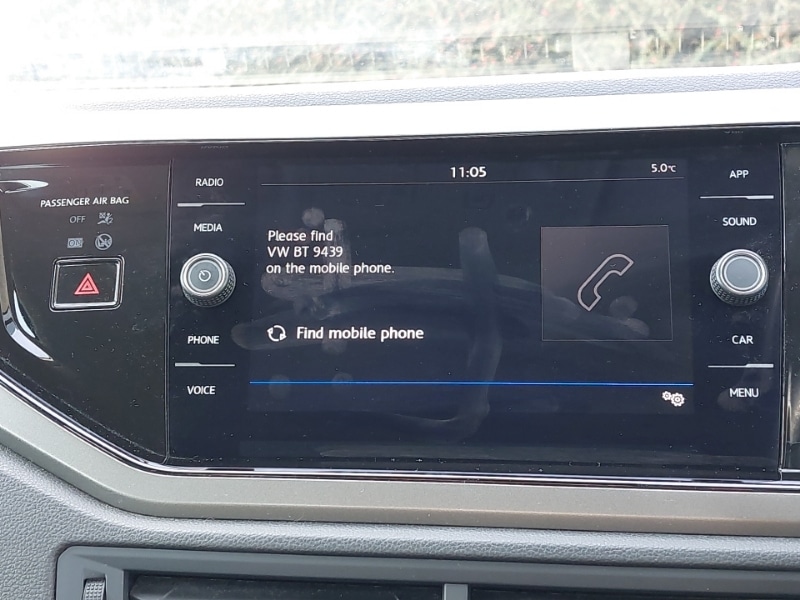 PASSENGER AIR BAG
OFF
ON
RADIO
MEDIA
PHONE
VOICE
11:05
5.0°C
Please find
VW BT 9439
on the mobile phone.
Find mobile phone
APP
SOUND
CAR
MENU